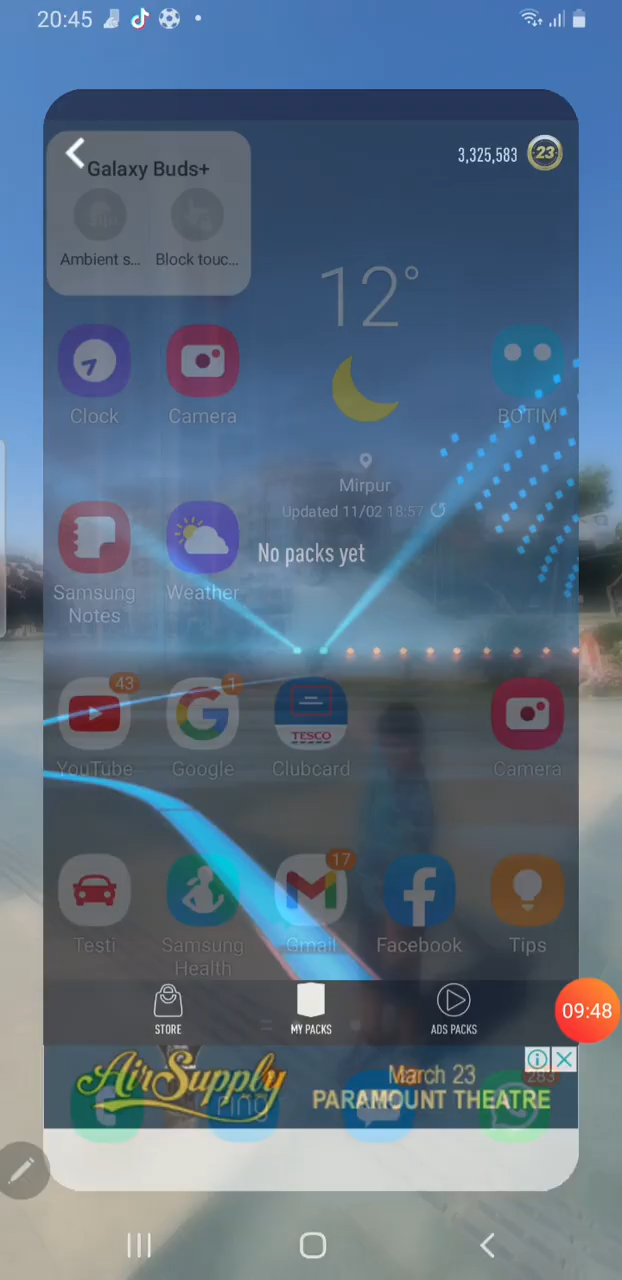 20:45
3,325,583
23
Galaxy Buds+
Ambient s...
Block touc...
12°
Clock
Camera
BOTIM
Mirpur
Updated 11/02 18:57
No packs yet
Samsung
Notes
Weather
43
1
TESCO
YouTube
Google
Clubcard
Camera
17
Testi
Samsung
Health
Gmail
Facebook
Tips
STORE
MY PACKS
ADS PACKS
09:48
AirSupply
March 23
PARAMOUNT THEATRE
283
ring